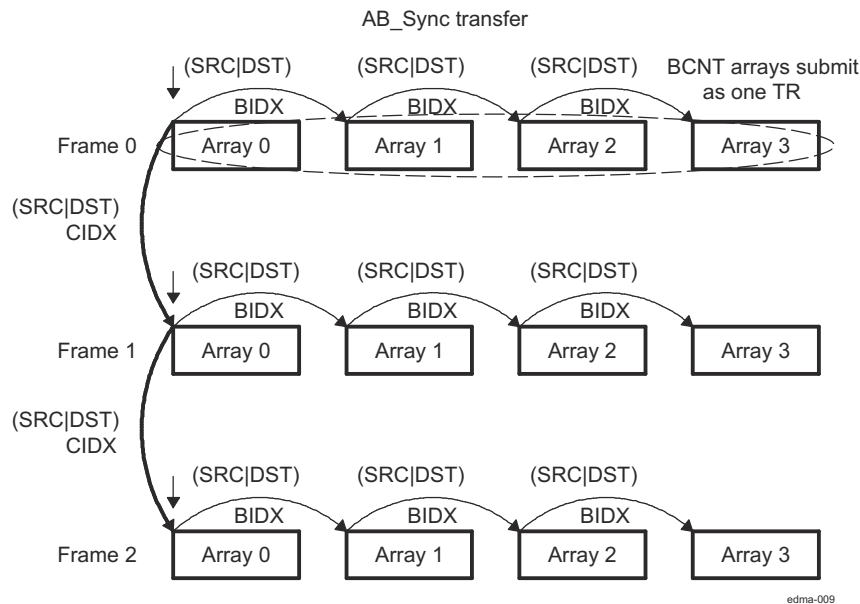 AB_Sync transfer
(SRC|DST) (SRC|DST) (SRC|DST) BCNT arrays submit
as one TR
BIDX BIDX BIDX
Frame 0 Array 0 Array 1 Array 2 Array 3
(SRC|DST)
CIDX
(SRC|DST) (SRC|DST) (SRC|DST)
BIDX BIDX BIDX
Frame 1 Array 0 Array 1 Array 2 Array 3
(SRC|DST)
CIDX
(SRC|DST) (SRC|DST) (SRC|DST)
BIDX BIDX BIDX
Frame 2 Array 0 Array 1 Array 2 Array 3
edma-009